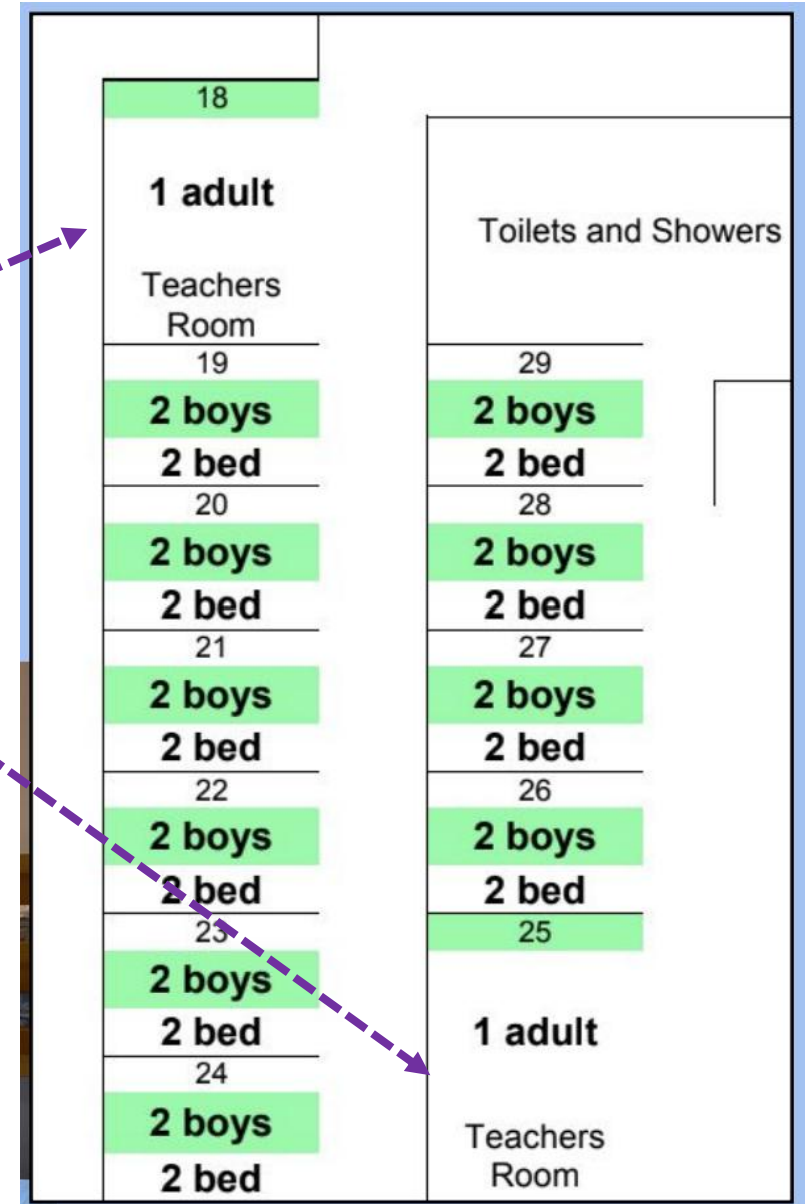 18
1 adult
Teachers
Room
19
2 boys
2 bed
20
2 boys
2 bed
21
2 boys
2 bed
22
2 boys
2 bed
23
2 boys
2 bed
24
2 boys
2 bed
Toilets and Showers
29
2 boys
2 bed
28
2 boys
2 bed
27
2 boys
2 bed
26
2 boys
2 bed
25
1 adult
Teachers
Room